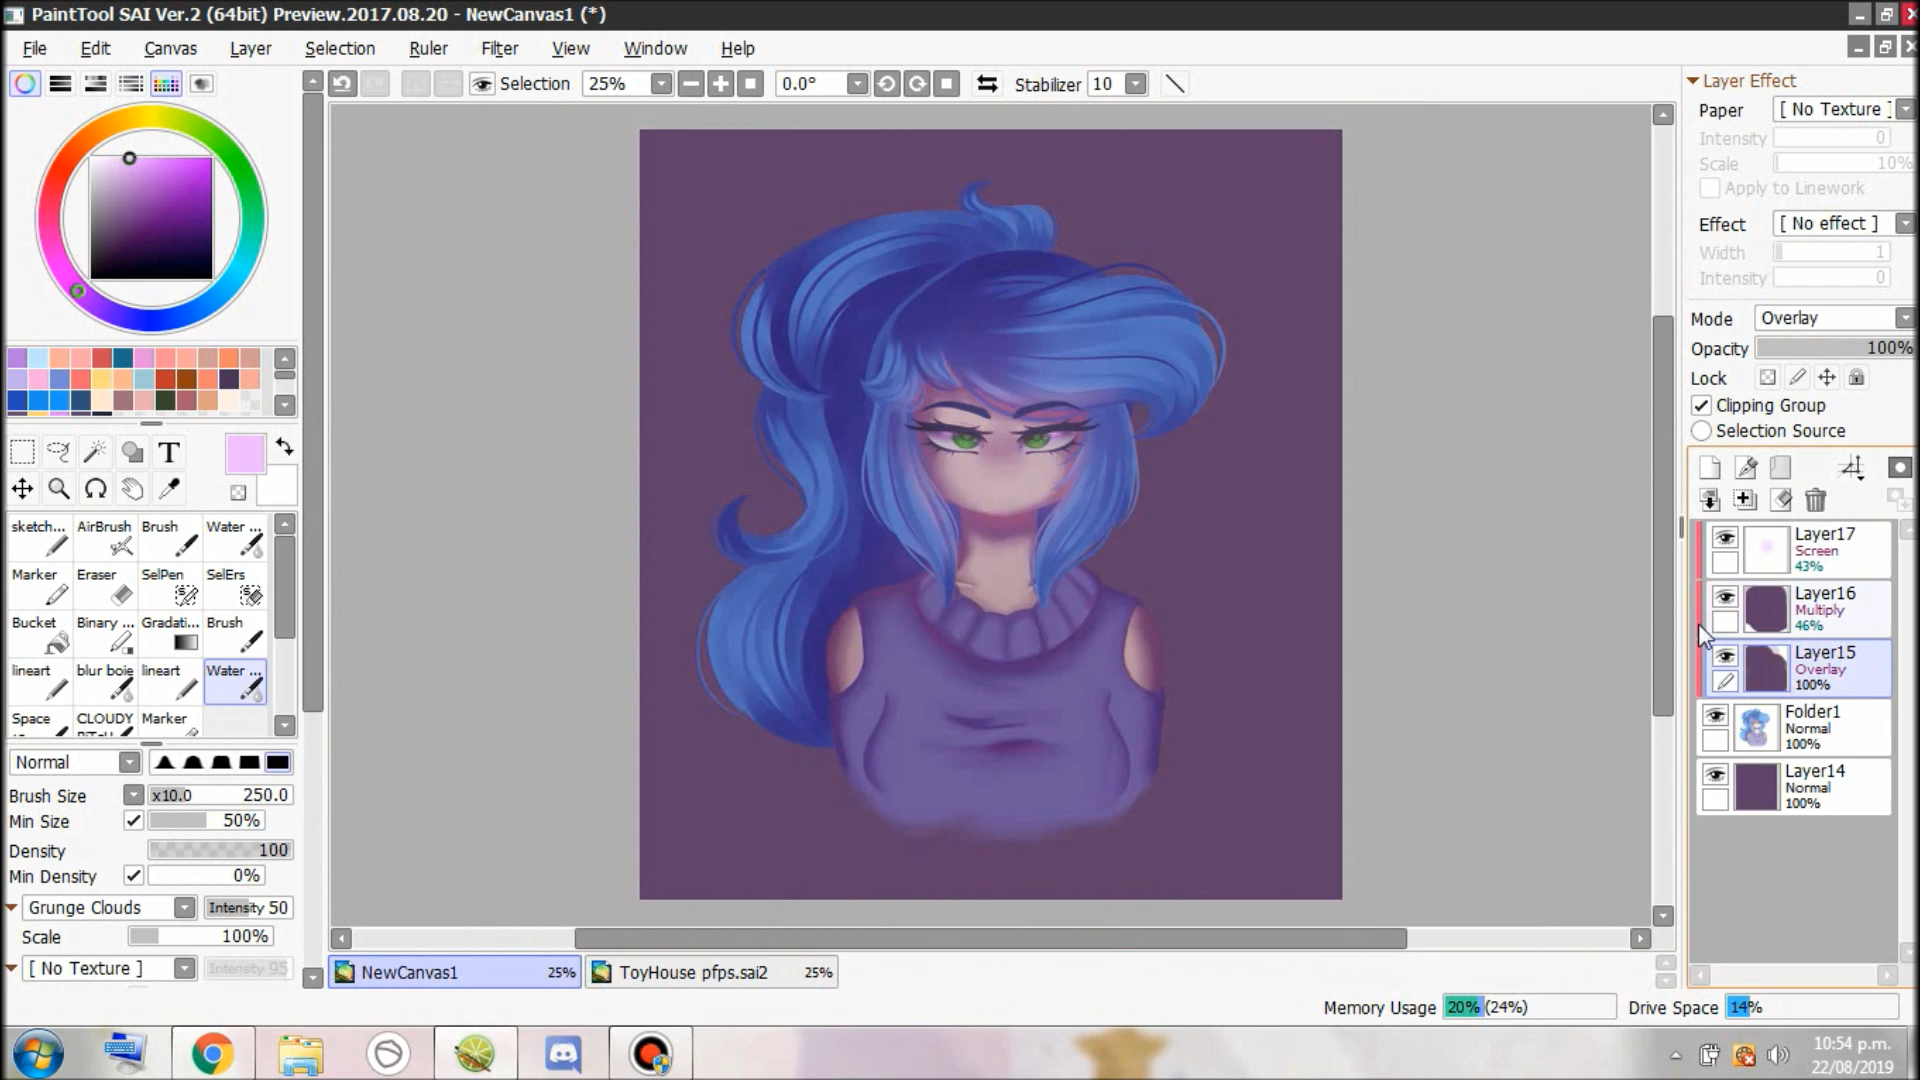 PaintTool SAI Ver.2 (64bit) Preview.2017.08.20 - NewCanvas1 (*)
File Edit Canvas Layer Selection Ruler Filter View Window Help
Selection 25% 0.0° Stabilizer 10
Layer Effect
Paper [ No Texture ]
Intensity 0
Scale 10%
Apply to Linework
Effect [ No effect ]
Width 1
Intensity 0
Mode Overlay
Opacity 100%
Lock
Clipping Group
Selection Source
T
sketch... AirBrush Brush Water ...
Marker Eraser SelPen SelErs
Bucket Binary ... Gradati... Brush
lineart blur boie lineart Water ...
Space CLOUDY Marker
Normal
Brush Size x10.0 250.0
Min Size 50%
Density 100
Min Density 0%
Grunge Clouds Intensity 50
Scale 100%
[ No Texture ] Intensity 95
Layer17
Screen
43%
Layer16
Multiply
46%
Layer15
Overlay
100%
Folder1
Normal
100%
Layer14
Normal
100%
NewCanvas1 25% ToyHouse pfps.sai2 25%
Memory Usage 20% (24%) Drive Space 14%
10:54 p.m.
22/08/2019